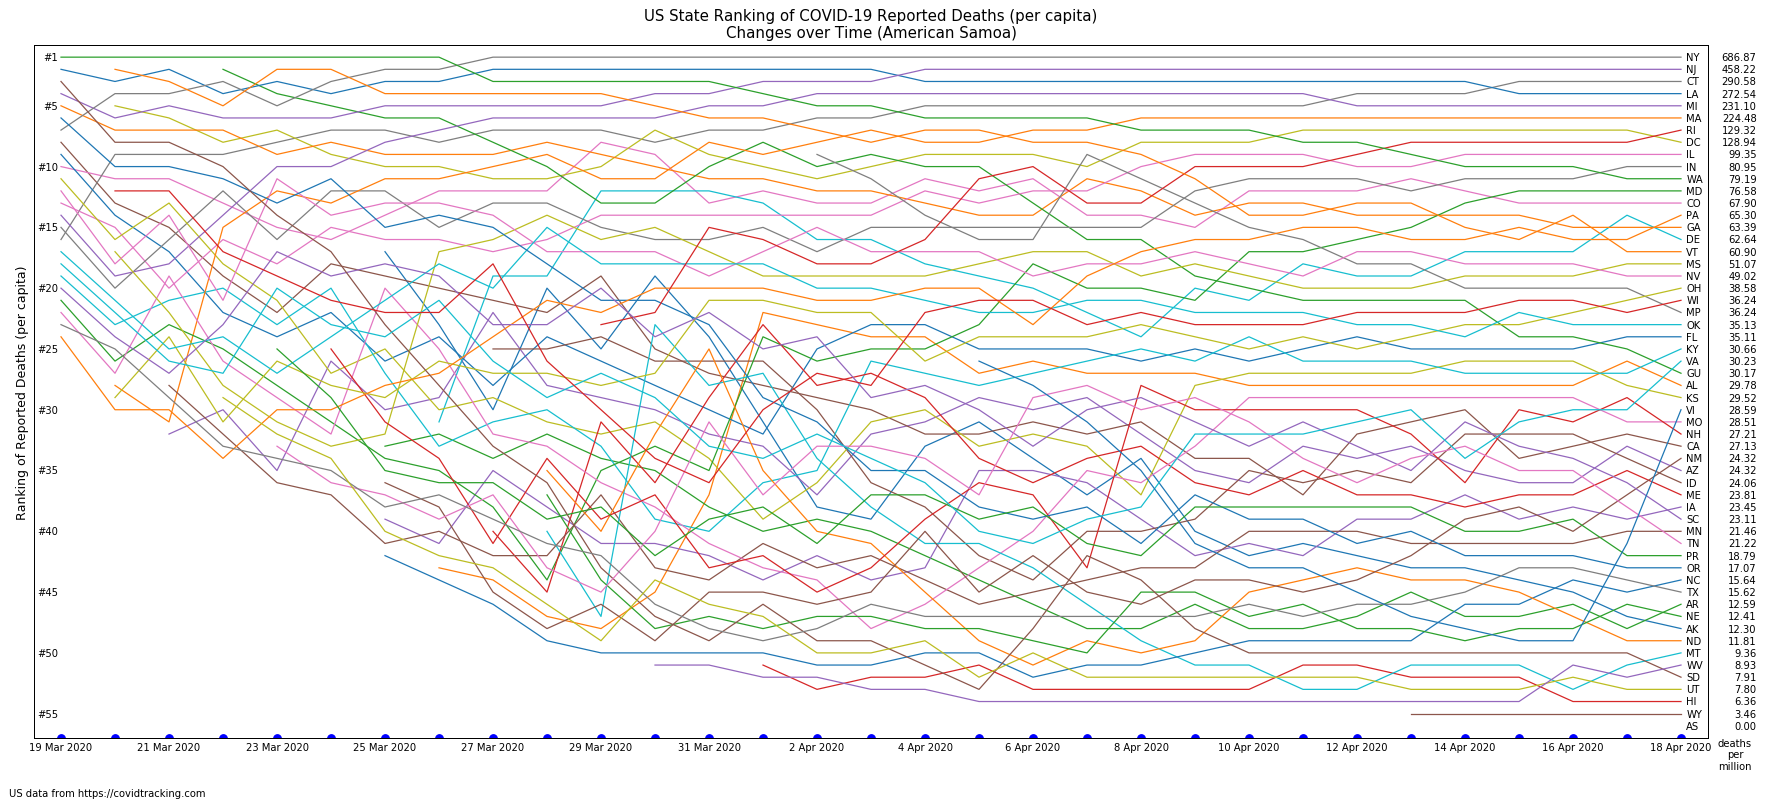 US State Ranking of COVID-19 Reported Deaths (per capita)
Changes over Time (American Samoa)
Ranking of Reported Deaths (per capita)
#1
#5
#10
#15
#20
#25
#30
#35
#40
#45
#50
#55
NY 686.87
NJ 458.22
CT 290.58
LA 272.54
MI 231.10
MA 224.48
RI 129.32
DC 128.94
IL 99.35
IN 80.95
WA 79.19
MD 76.58
CO 67.90
PA 65.30
GA 63.39
DE 62.64
VT 60.90
MS 51.07
NV 49.02
OH 38.58
WI 36.24
MP 36.24
OK 35.13
FL 35.11
KY 30.66
VA 30.23
GU 30.17
AL 29.78
KS 29.52
VI 28.59
MO 28.51
NH 27.21
CA 27.13
NM 24.32
AZ 24.32
ID 24.06
ME 23.81
IA 23.45
SC 23.11
MN 21.46
TN 21.22
PR 18.79
OR 17.07
NC 15.64
TX 15.62
AR 12.59
NE 12.41
AK 12.30
ND 11.81
MT 9.36
WV 8.93
SD 7.91
UT 7.80
HI 6.36
WY 3.46
AS 0.00
19 Mar 2020 21 Mar 2020 23 Mar 2020 25 Mar 2020 27 Mar 2020 29 Mar 2020 31 Mar 2020 2 Apr 2020 4 Apr 2020 6 Apr 2020 8 Apr 2020 10 Apr 2020 12 Apr 2020 14 Apr 2020 16 Apr 2020 18 Apr 2020
deaths
per
million
US data from https://covidtracking.com